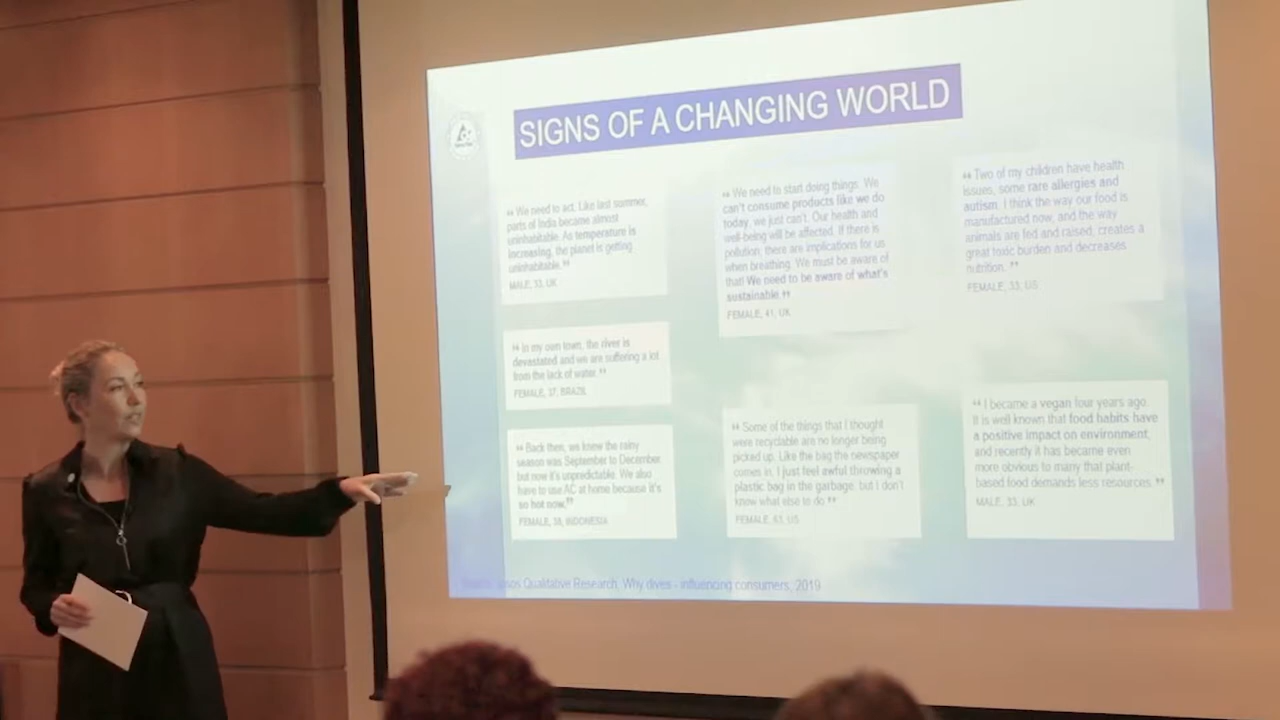 SIGNS OF A CHANGING WORLD
“ We need to act. Like last summer,
parts of India became almost
uninhabitable. As temperature is
increasing, the planet is getting
uninhabitable.”
MALE, 33, UK
“ In my own town, the river is
devastated and we are suffering a lot
from the lack of water.”
FEMALE, 37, BRAZIL
“ Back then, we knew the rainy
season was September to December
but now it's unpredictable. We also
have to use AC at home because it's
so hot now.”
FEMALE, 38, INDONESIA
“ We need to start doing things. We
can't consume products like we do
today, we just can't. Our health and
well-being will be affected. If there is
pollution, there are implications for us
when breathing. We must be aware of
that! We need to be aware of what's
sustainable.”
FEMALE, 41, UK
“ Some of the things that I thought
were recyclable are no longer being
picked up. Like the bag the newspaper
comes in. I just feel awful throwing a
plastic bag in the garbage, but I don't
know what else to do ”
FEMALE, 63, US
“ Two of my children have health
issues, some rare allergies and
autism. I think the way our food is
manufactured now, and the way
animals are fed and raised, creates a
great toxic burden and decreases
nutrition. ”
FEMALE, 33, US
“ I became a vegan four years ago.
It is well known that food habits have
a positive impact on environment,
and recently it has became even
more obvious to many that plant-
based food demands less resources. ”
MALE, 33, UK
Qualitative Research, Why dives - influencing consumers, 2019